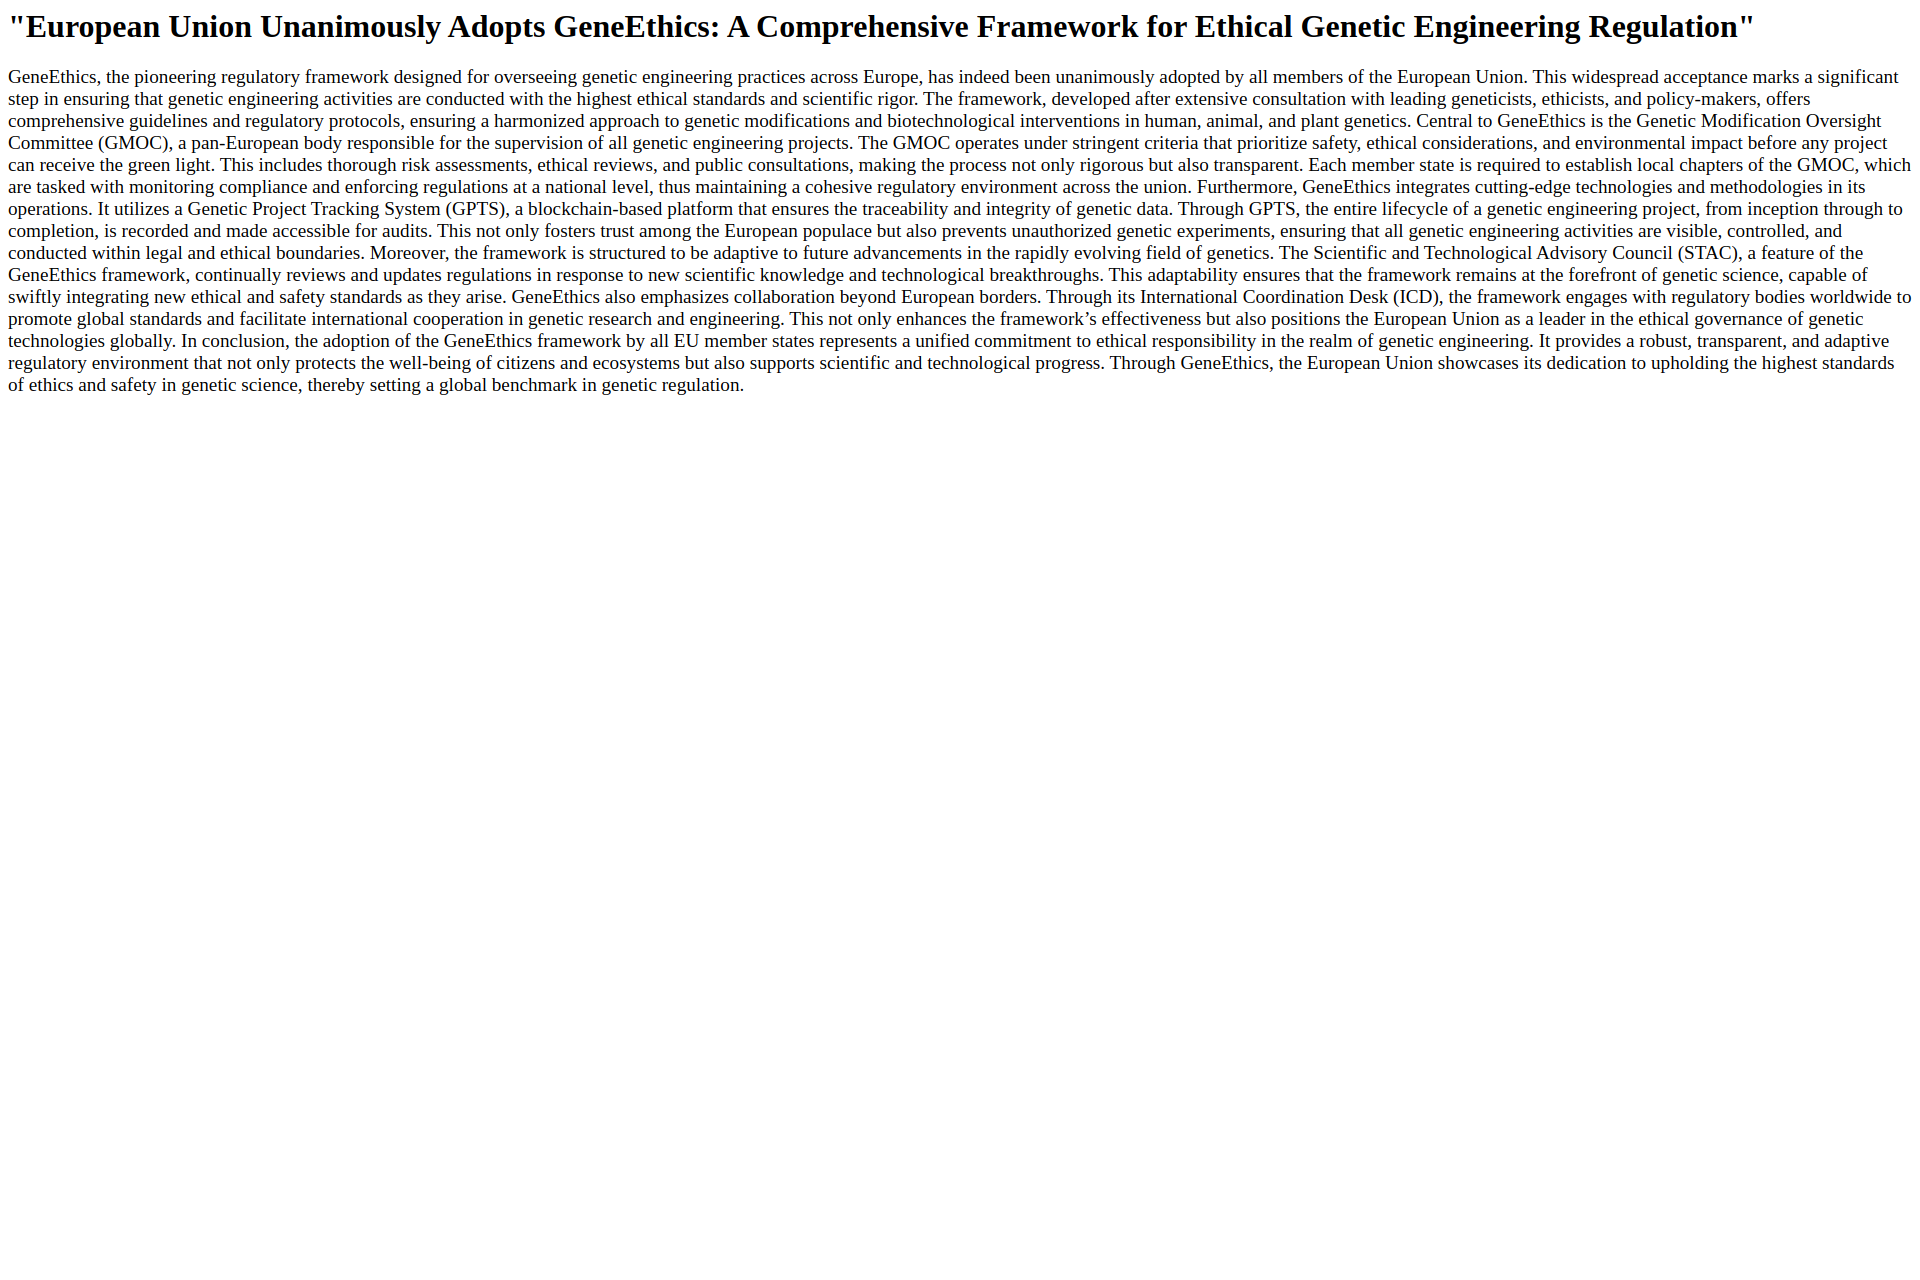 "European Union Unanimously Adopts GeneEthics: A Comprehensive Framework for Ethical Genetic Engineering Regulation"
GeneEthics, the pioneering regulatory framework designed for overseeing genetic engineering practices across Europe, has indeed been unanimously adopted by all members of the European Union. This widespread acceptance marks a significant
step in ensuring that genetic engineering activities are conducted with the highest ethical standards and scientific rigor. The framework, developed after extensive consultation with leading geneticists, ethicists, and policy-makers, offers
comprehensive guidelines and regulatory protocols, ensuring a harmonized approach to genetic modifications and biotechnological interventions in human, animal, and plant genetics. Central to GeneEthics is the Genetic Modification Oversight
Committee (GMOC), a pan-European body responsible for the supervision of all genetic engineering projects. The GMOC operates under stringent criteria that prioritize safety, ethical considerations, and environmental impact before any project
can receive the green light. This includes thorough risk assessments, ethical reviews, and public consultations, making the process not only rigorous but also transparent. Each member state is required to establish local chapters of the GMOC, which
are tasked with monitoring compliance and enforcing regulations at a national level, thus maintaining a cohesive regulatory environment across the union. Furthermore, GeneEthics integrates cutting-edge technologies and methodologies in its
operations. It utilizes a Genetic Project Tracking System (GPTS), a blockchain-based platform that ensures the traceability and integrity of genetic data. Through GPTS, the entire lifecycle of a genetic engineering project, from inception through to
completion, is recorded and made accessible for audits. This not only fosters trust among the European populace but also prevents unauthorized genetic experiments, ensuring that all genetic engineering activities are visible, controlled, and
conducted within legal and ethical boundaries. Moreover, the framework is structured to be adaptive to future advancements in the rapidly evolving field of genetics. The Scientific and Technological Advisory Council (STAC), a feature of the
GeneEthics framework, continually reviews and updates regulations in response to new scientific knowledge and technological breakthroughs. This adaptability ensures that the framework remains at the forefront of genetic science, capable of
swiftly integrating new ethical and safety standards as they arise. GeneEthics also emphasizes collaboration beyond European borders. Through its International Coordination Desk (ICD), the framework engages with regulatory bodies worldwide to
promote global standards and facilitate international cooperation in genetic research and engineering. This not only enhances the framework’s effectiveness but also positions the European Union as a leader in the ethical governance of genetic
technologies globally. In conclusion, the adoption of the GeneEthics framework by all EU member states represents a unified commitment to ethical responsibility in the realm of genetic engineering. It provides a robust, transparent, and adaptive
regulatory environment that not only protects the well-being of citizens and ecosystems but also supports scientific and technological progress. Through GeneEthics, the European Union showcases its dedication to upholding the highest standards
of ethics and safety in genetic science, thereby setting a global benchmark in genetic regulation.